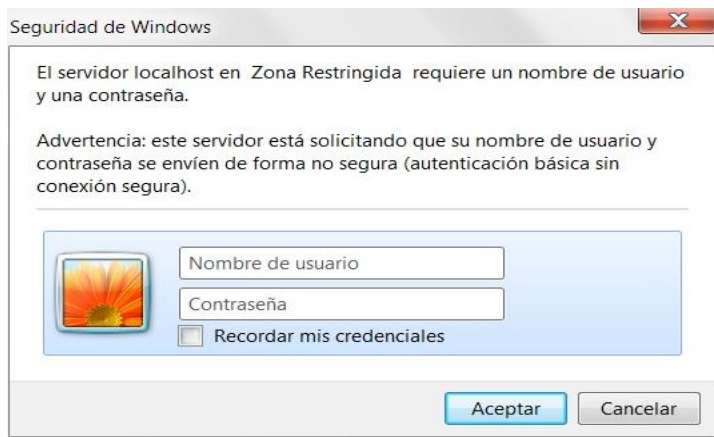 Seguridad de Windows
El servidor localhost en Zona Restringida requiere un nombre de usuario
y una contraseña.
Advertencia: este servidor está solicitando que su nombre de usuario y
contraseña se envíen de forma no segura (autenticación básica sin
conexión segura).
Nombre de usuario
Contraseña
Recordar mis credenciales
Aceptar Cancelar